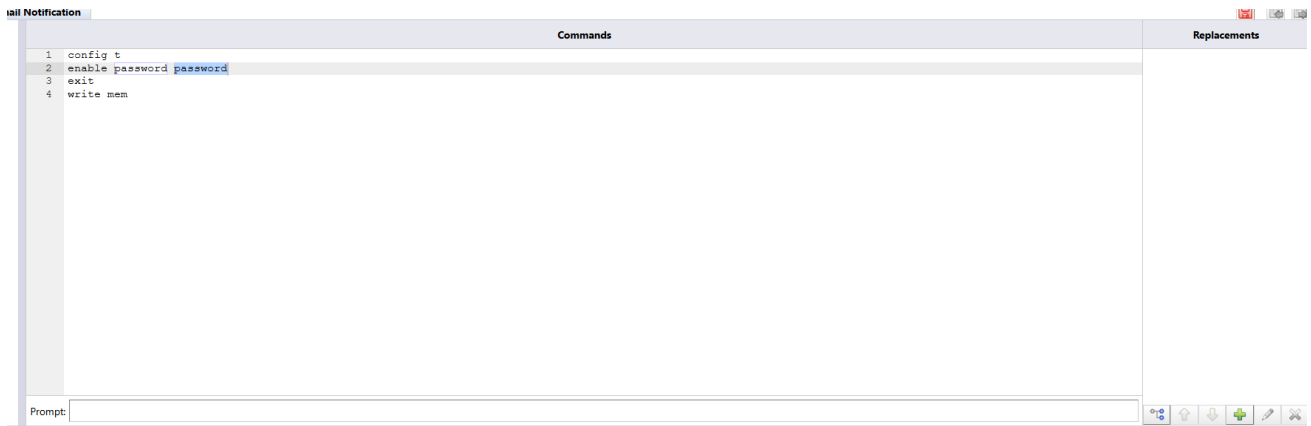 ail Notification
Commands
Replacements
1 config t
2 enable password password
3 exit
4 write mem
Prompt: